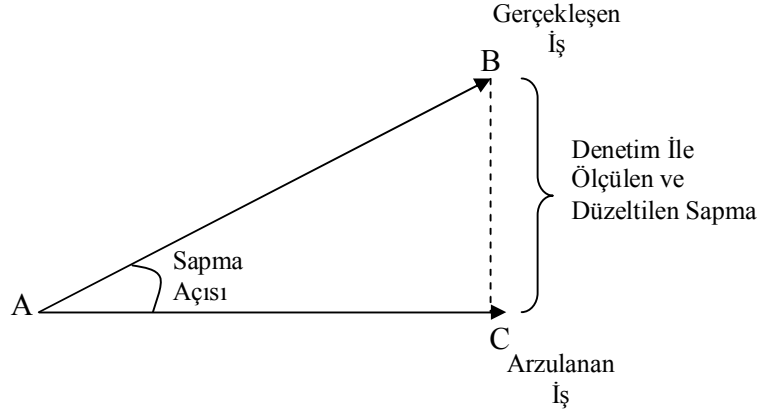 Gerçekleşen
İş
B
Denetim İle
Ölçülen ve
Düzeltilen Sapma
Sapma
Açısı
A
C
Arzulanan
İş